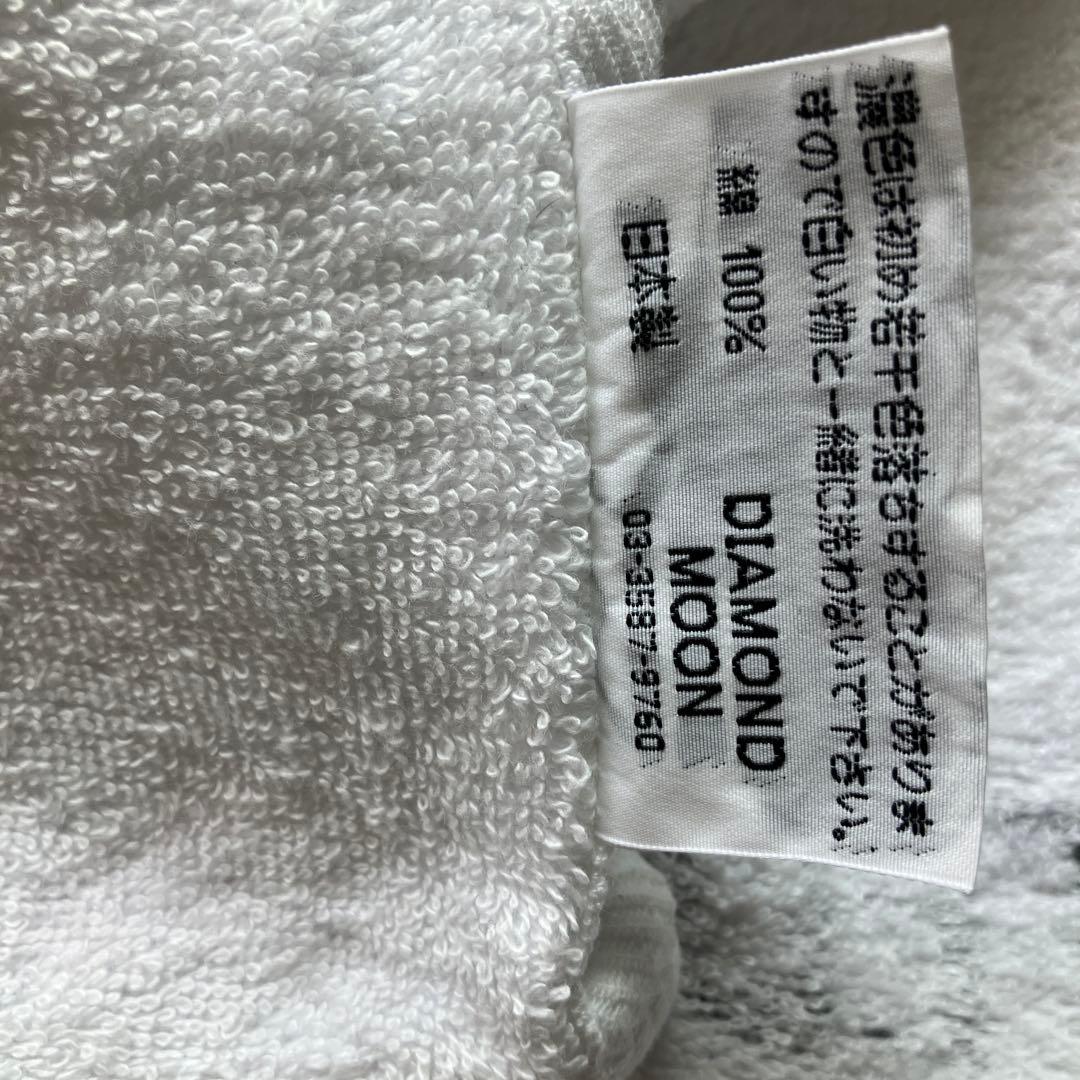 濃色は初め若干色落ちすることがありま
すので白い物と一緒に洗わないで下さい。
綿 100%
日本製
DIAMOND
MOON
03-3587-9760